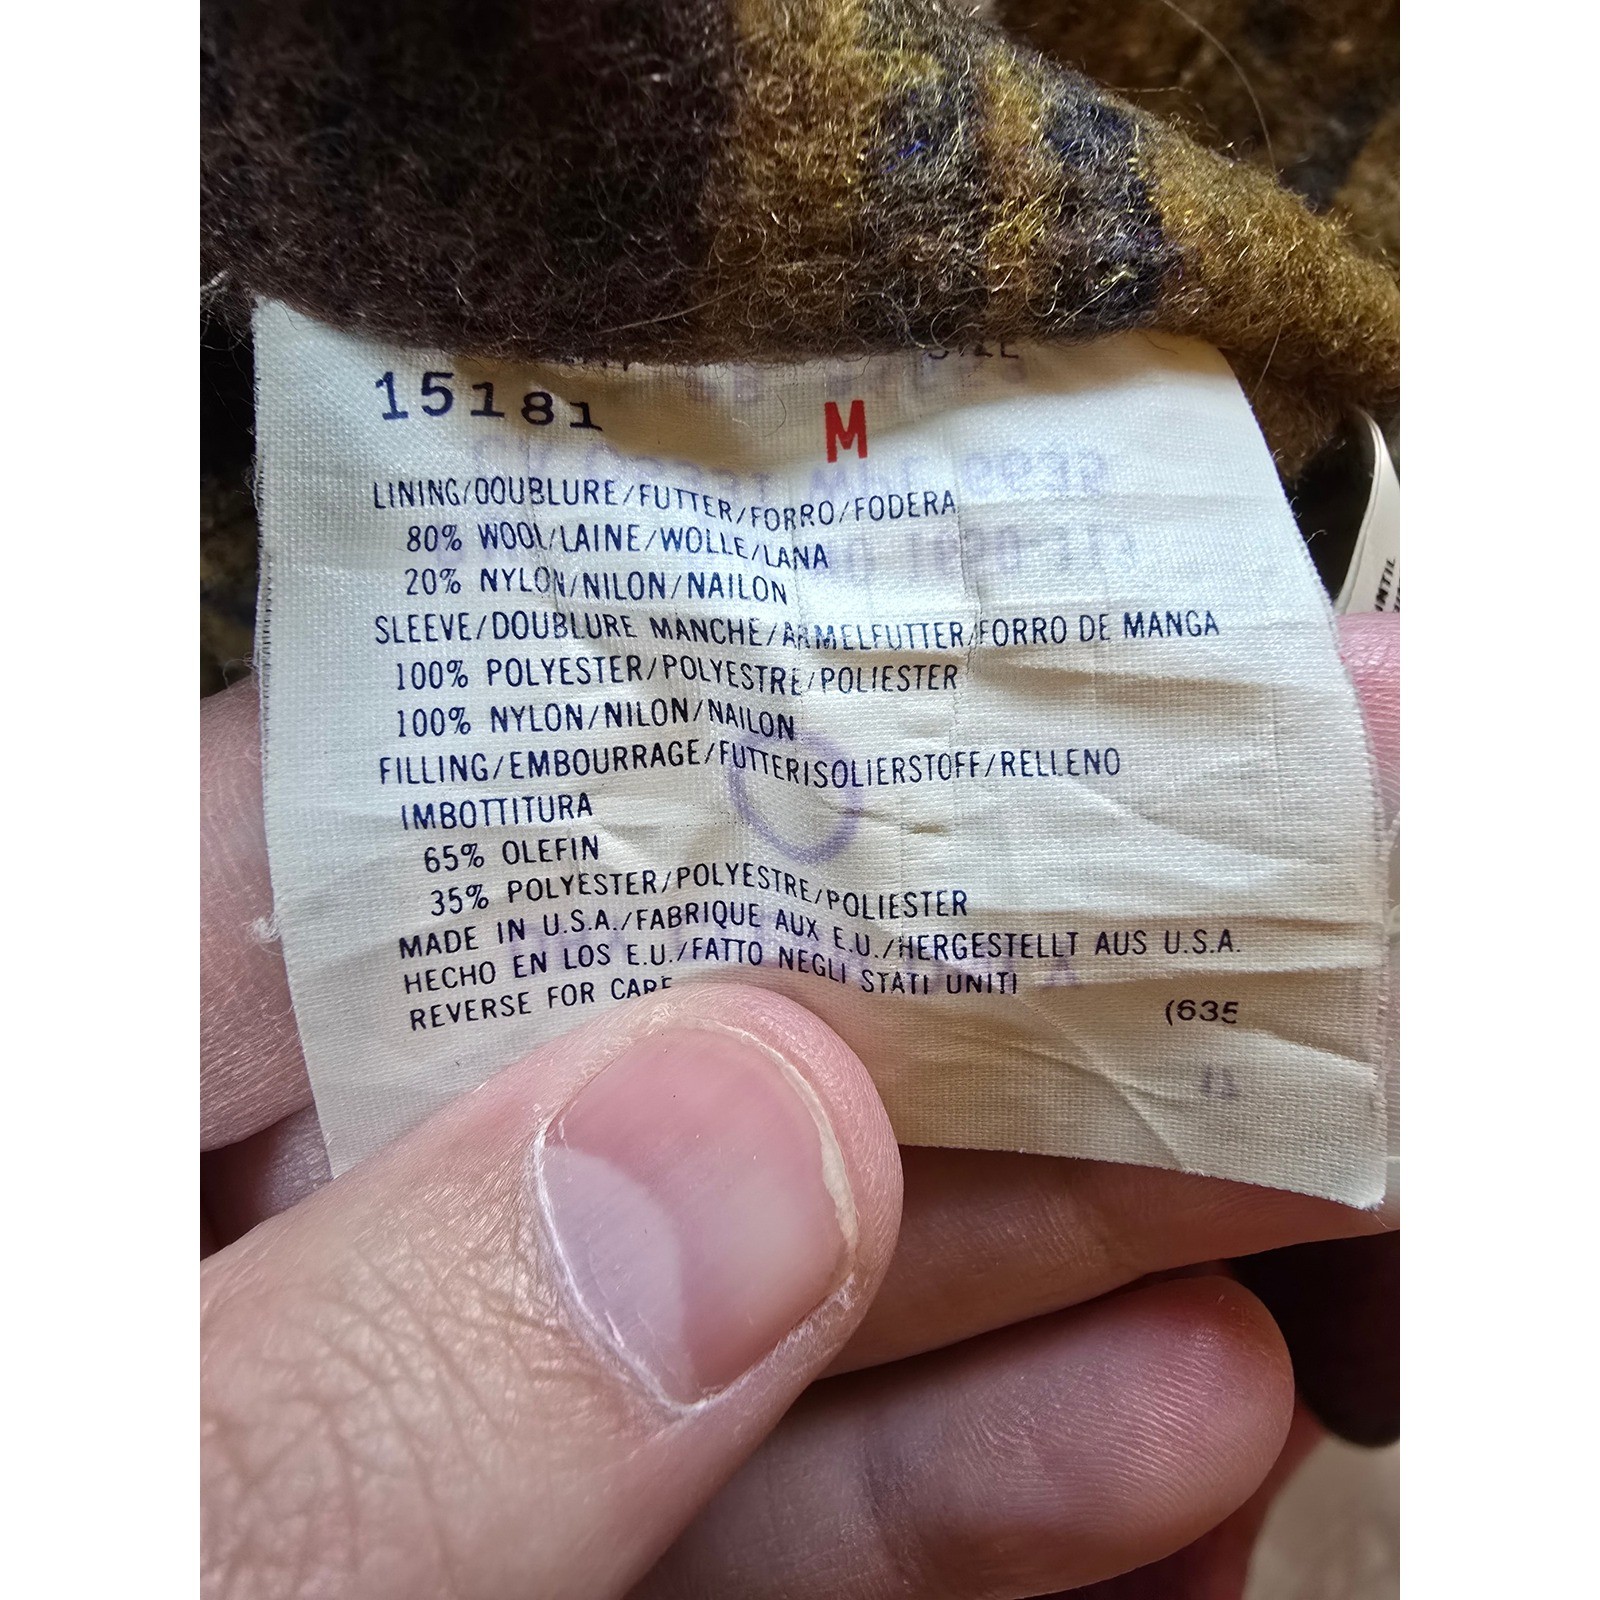 SIZE
15181 M
LINING/DOUBLURE/FUTTER/FORRO/FODERA
80% WOOL/LAINE/WOLLE/LANA
20% NYLON/NILON/NAILON
SLEEVE/DOUBLURE MANCHE/ARMELFUTTER/FORRO DE MANGA
100% POLYESTER/POLYESTRE/POLIESTER
100% NYLON/NILON/NAILON
FILLING/EMBOURRAGE/FUTTERISOLIERSTOFF/RELLENO
IMBOTTITURA
65% OLEFIN
35% POLYESTER/POLYESTRE/POLIESTER
MADE IN U.S.A./FABRIQUE AUX E.U./HERGESTELLT AUS U.S.A.
HECHO EN LOS E.U./FATTO NEGLI STATI UNITI
REVERSE FOR CARE
(635